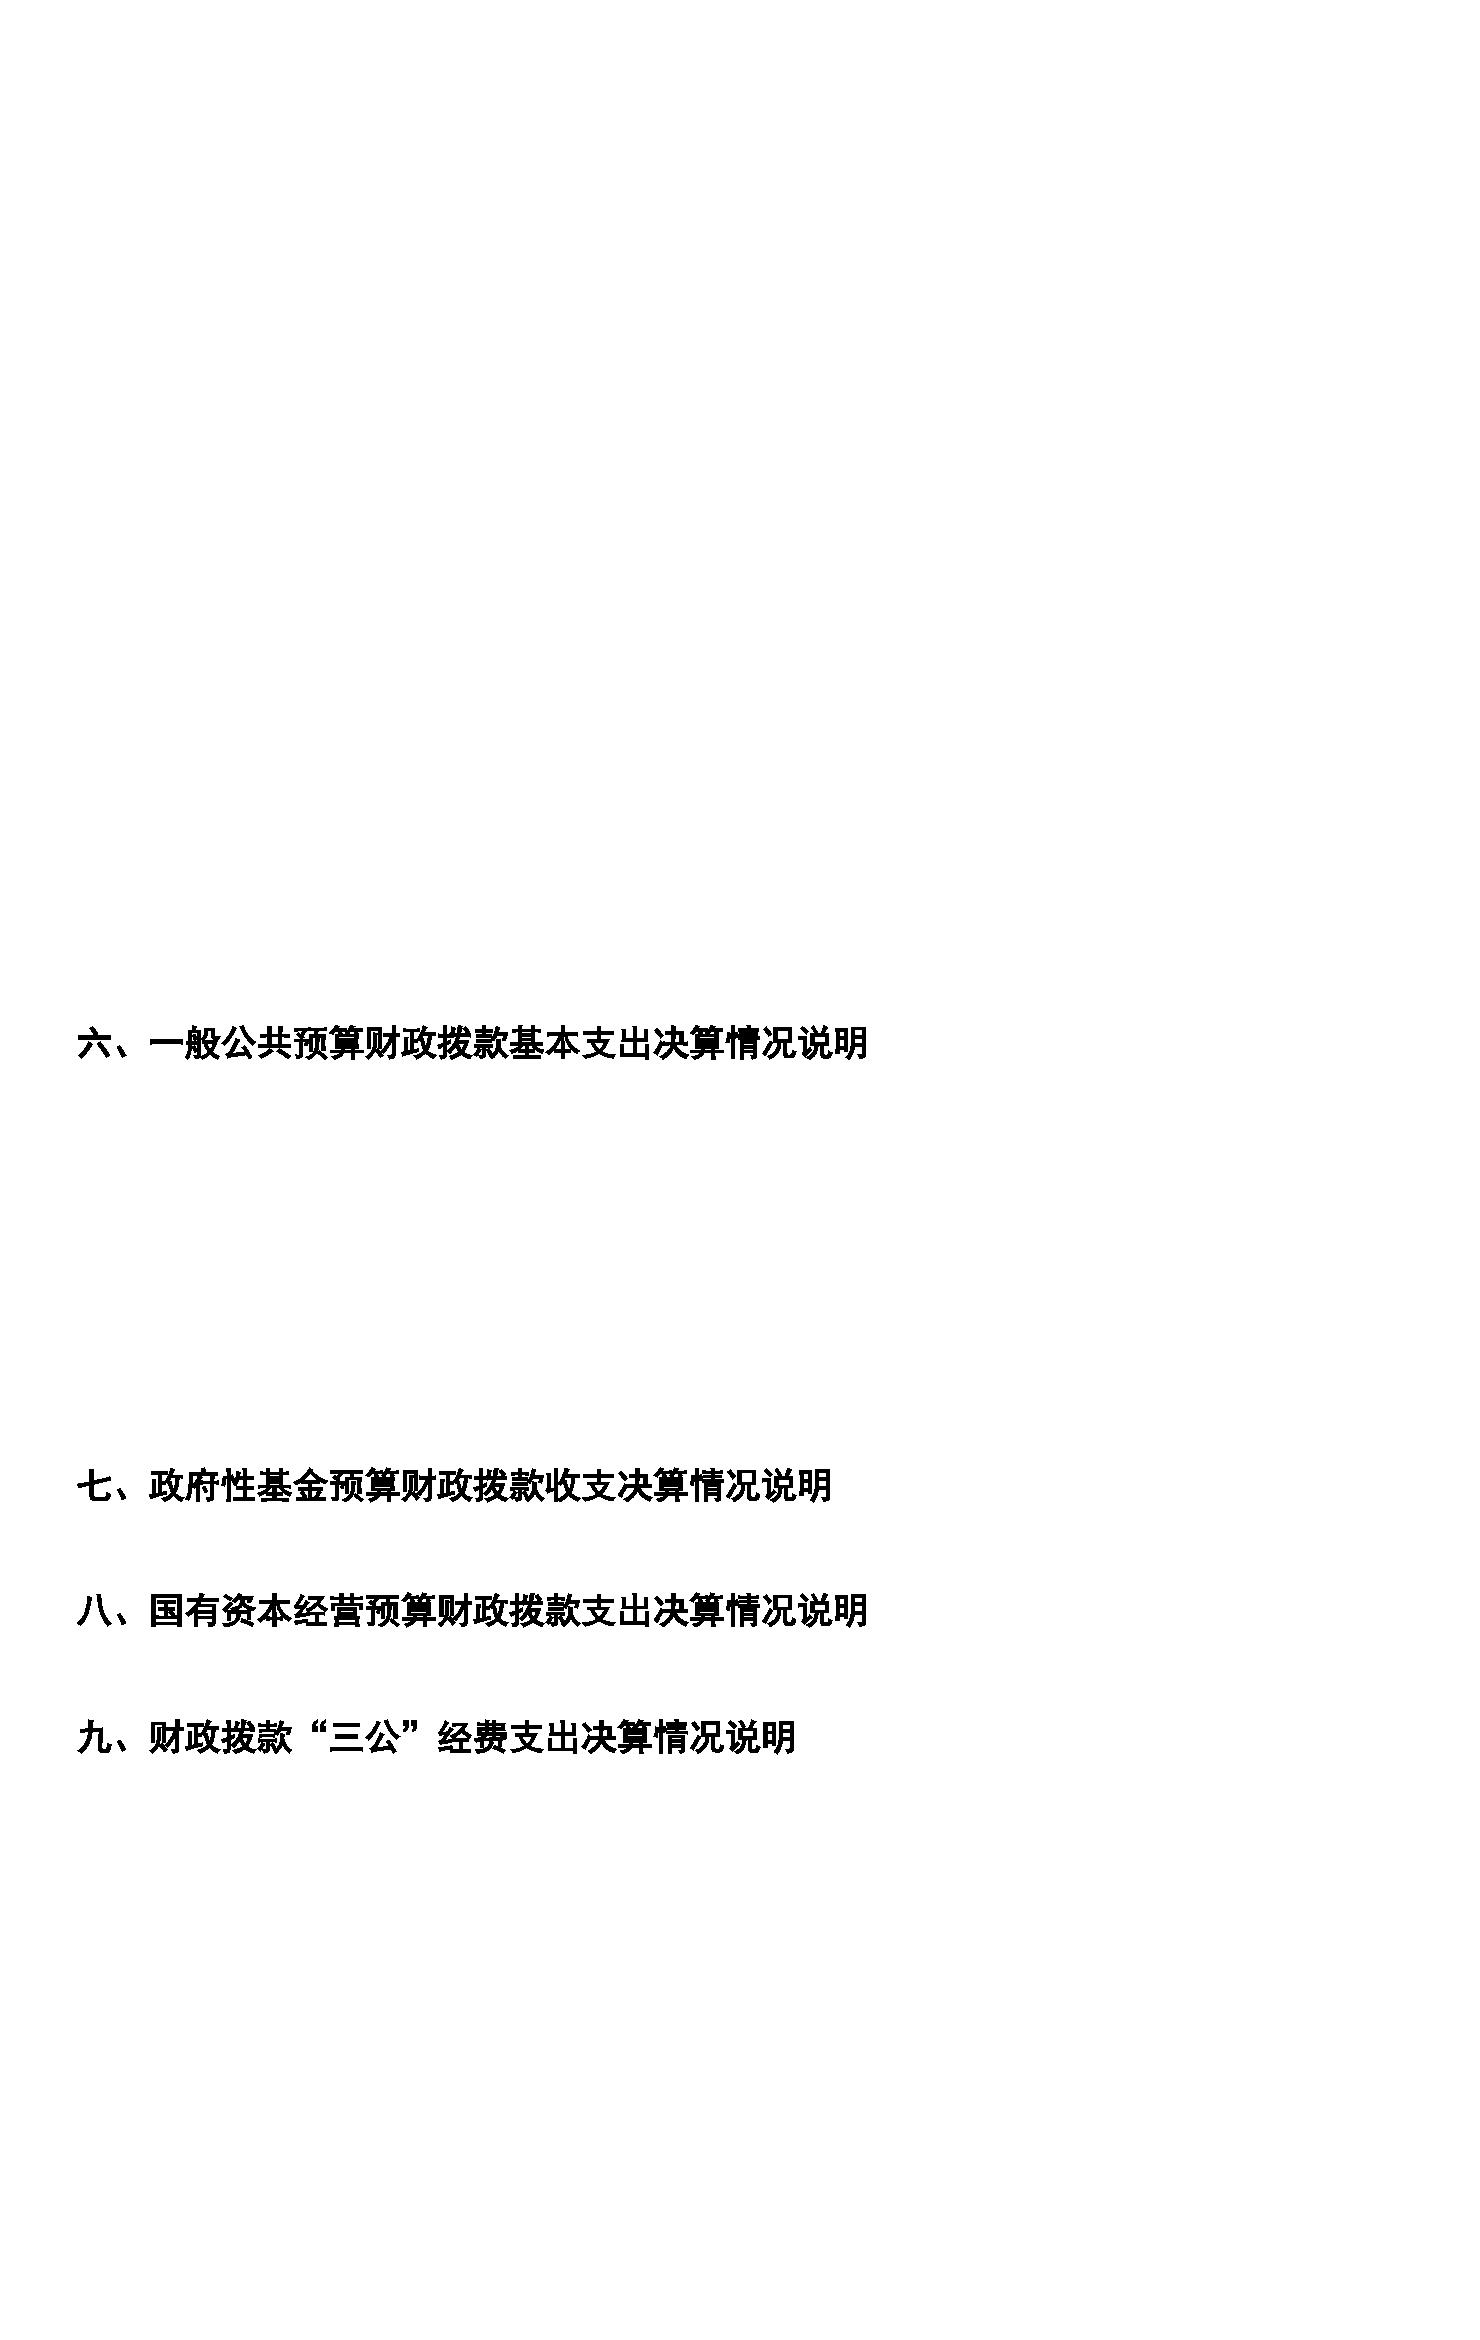 六、一般公共预算财政拨款基本支出决算情况说明
七、政府性基金预算财政拨款收支决算情况说明
八、国有资本经营预算财政拨款支出决算情况说明
九、财政拨款“三公”经费支出决算情况说明